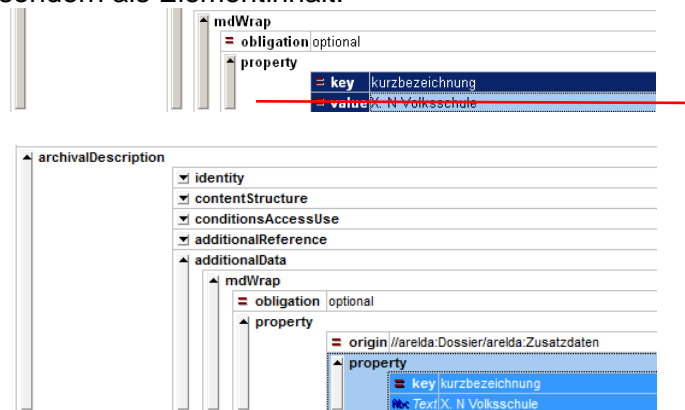 sondern als Elementinhalt.
mdWrap
= obligation optional
property
= key kurzbezeichnung
= value X. N Volksschule
archivalDescription
identity
contentStructure
conditionsAccessUse
additionalReference
additionalData
mdWrap
= obligation optional
property
= origin //arelda:Dossier/arelda:Zusatzdaten
property
= key kurzbezeichnung
Abc Text X. N Volksschule